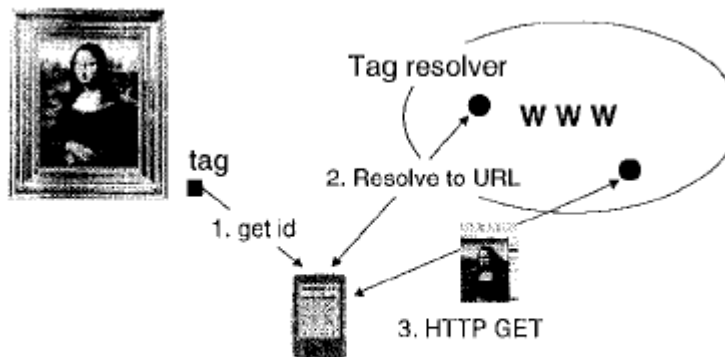 Tag resolver
W W W
tag
2. Resolve to URL
1. get id
3. HTTP GET